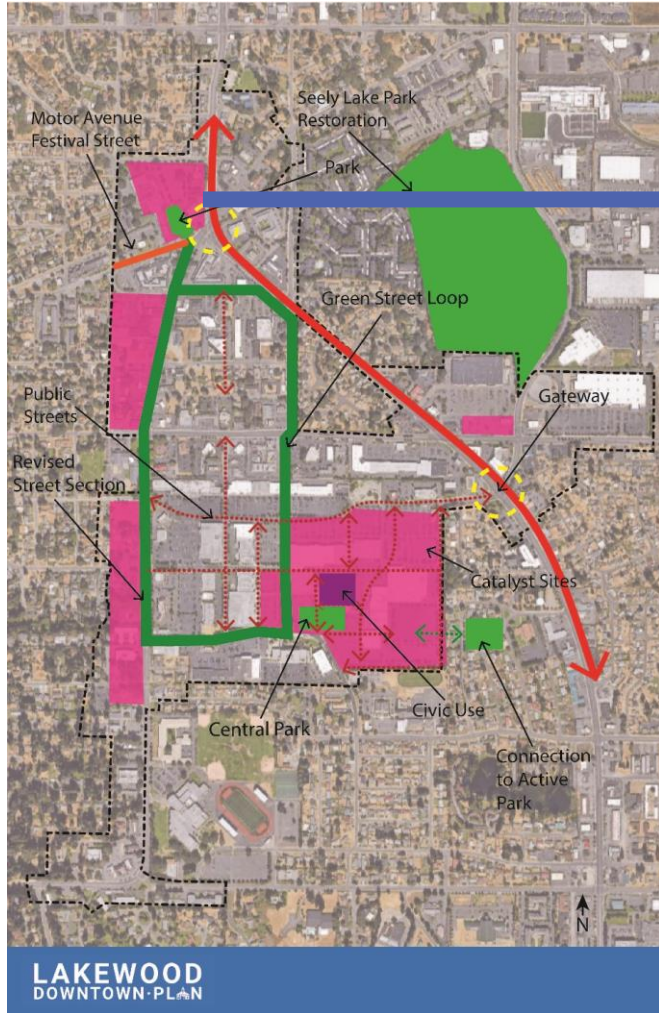 Seely Lake Park
Restoration
Motor Avenue
Festival Street
Park
Green Street Loop
Gateway
Public
Streets
Revised
Street Section
Catalyst Sites
Central Park
Civic Use
Connection
to Active
Park
N
LAKEWOOD
DOWNTOWN·PLAN